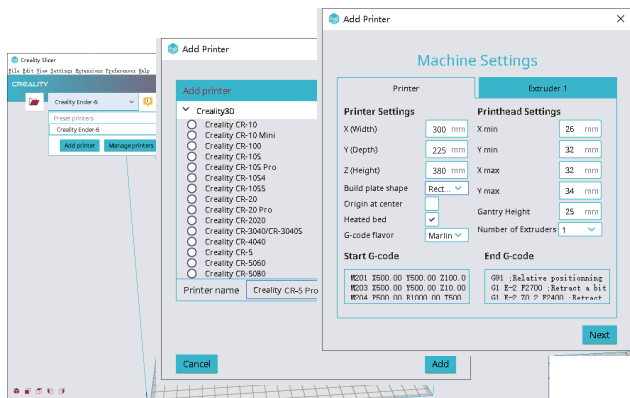 Creality Slicer
File Edit View Settings Extensions Preferences Help
CREALITY
Creality Ender-6
Preset printers
Creality Ender-6
Add printer
Manage printers
Add Printer
Add printer
Creality3D
Creality CR-10
Creality CR-10 Mini
Creality CR-100
Creality CR-10S
Creality CR-10S Pro
Creality CR-10S4
Creality CR-10S5
Creality CR-20
Creality CR-20 Pro
Creality CR-2020
Creality CR-3040/CR-3040S
Creality CR-4040
Creality CR-5
Creality CR-5060
Creality CR-5080
Printer name Creality CR-5 Pro
Cancel
Add
Add Printer
Machine Settings
Printer
Extruder 1
Printer Settings
X (Width) 300 mm
Y (Depth) 225 mm
Z (Height) 380 mm
Build plate shape Rect...
Origin at center
Heated bed
G-code flavor Marlin
Printhead Settings
X min 26 mm
Y min 32 mm
X max 32 mm
Y max 34 mm
Gantry Height 25 mm
Number of Extruders 1
Start G-code
M201 X500.00 Y500.00 Z100.0
M203 X500.00 Y500.00 Z10.00
M204 P500.00 R1000.00 T500
End G-code
G91 ;Relative positionning
G1 E-2 F2700 ;Retract a bit
G1 E-2 Z0.2 F2400 ;Retract
Next